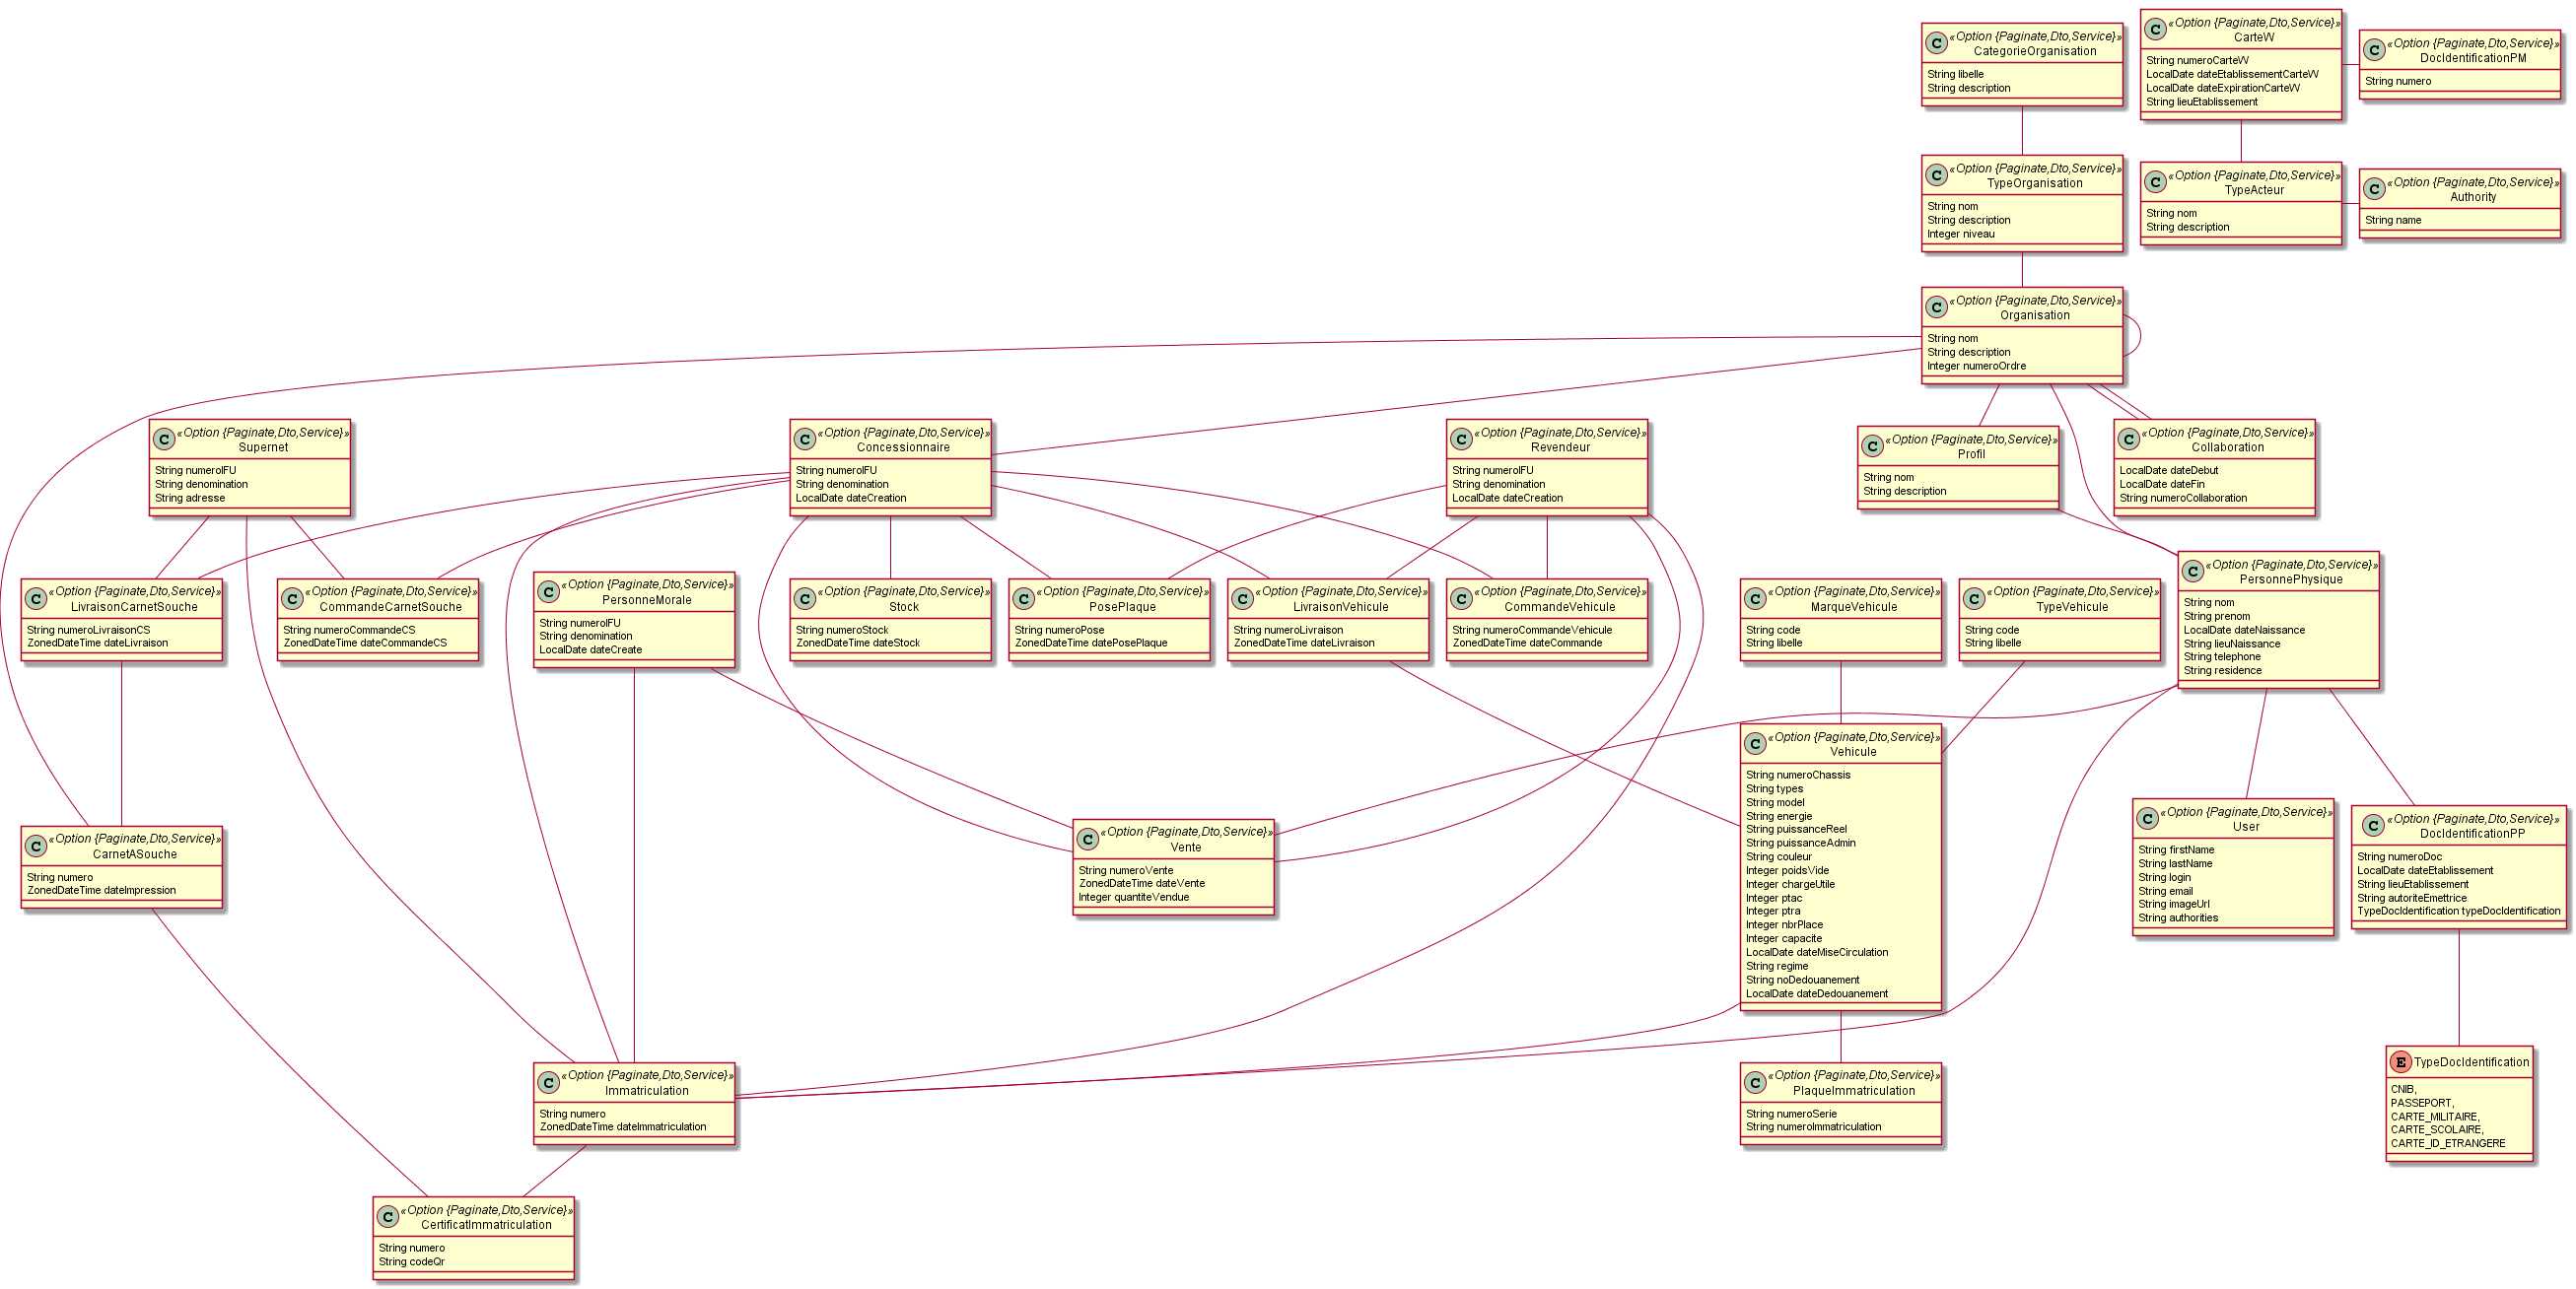 C «Option {Paginate,Dto,Service}»
CategorieOrganisation
String libelle
String description
C «Option {Paginate,Dto,Service}»
CarteW
String numeroCarteW
LocalDate dateEtablissementCarteW
LocalDate dateExpirationCarteW
String lieuEtablissement
C «Option {Paginate,Dto,Service}»
DocIdentificationPM
String numero
C «Option {Paginate,Dto,Service}»
TypeOrganisation
String nom
String description
Integer niveau
C «Option {Paginate,Dto,Service}»
TypeActeur
String nom
String description
C «Option {Paginate,Dto,Service}»
Authority
String name
C «Option {Paginate,Dto,Service}»
Organisation
String nom
String description
Integer numeroOrdre
C «Option {Paginate,Dto,Service}»
Supernet
String numeroIFU
String denomination
String adresse
C «Option {Paginate,Dto,Service}»
Concessionnaire
String numeroIFU
String denomination
LocalDate dateCreation
C «Option {Paginate,Dto,Service}»
Revendeur
String numeroIFU
String denomination
LocalDate dateCreation
C «Option {Paginate,Dto,Service}»
Profil
String nom
String description
C «Option {Paginate,Dto,Service}»
Collaboration
LocalDate dateDebut
LocalDate dateFin
String numeroCollaboration
C «Option {Paginate,Dto,Service}»
LivraisonCarnetSouche
String numeroLivraisonCS
ZonedDateTime dateLivraison
C «Option {Paginate,Dto,Service}»
CommandeCarnetSouche
String numeroCommandeCS
ZonedDateTime dateCommandeCS
C «Option {Paginate,Dto,Service}»
PersonneMorale
String numeroIFU
String denomination
LocalDate dateCreate
C «Option {Paginate,Dto,Service}»
Stock
String numeroStock
ZonedDateTime dateStock
C «Option {Paginate,Dto,Service}»
PosePlaque
String numeroPose
ZonedDateTime datePosePlaque
C «Option {Paginate,Dto,Service}»
LivraisonVehicule
String numeroLivraison
ZonedDateTime dateLivraison
C «Option {Paginate,Dto,Service}»
CommandeVehicule
String numeroCommandeVehicule
ZonedDateTime dateCommande
C «Option {Paginate,Dto,Service}»
MarqueVehicule
String code
String libelle
C «Option {Paginate,Dto,Service}»
TypeVehicule
String code
String libelle
C «Option {Paginate,Dto,Service}»
PersonnePhysique
String nom
String prenom
LocalDate dateNaissance
String lieuNaissance
String telephone
String residence
C «Option {Paginate,Dto,Service}»
CarnetASouche
String numero
ZonedDateTime dateImpression
C «Option {Paginate,Dto,Service}»
Vente
String numeroVente
ZonedDateTime dateVente
Integer quantiteVendue
C «Option {Paginate,Dto,Service}»
Vehicule
String numeroChassis
String types
String model
String energie
String puissanceReel
String puissanceAdmin
String couleur
Integer poidsVide
Integer chargeUtile
Integer ptac
Integer ptra
Integer nbrPlace
Integer capacite
LocalDate dateMiseCirculation
String regime
String noDedouanement
LocalDate dateDedouanement
C «Option {Paginate,Dto,Service}»
User
String firstName
String lastName
String login
String email
String imageUrl
String authorities
C «Option {Paginate,Dto,Service}»
DocIdentificationPP
String numeroDoc
LocalDate dateEtablissement
String lieuEtablissement
String autoriteEmettrice
TypeDocIdentification typeDocIdentification
C «Option {Paginate,Dto,Service}»
Immatriculation
String numero
ZonedDateTime dateImmatriculation
C «Option {Paginate,Dto,Service}»
PlaqueImmatriculation
String numeroSerie
String numeroImmatriculation
E TypeDocIdentification
CNIB,
PASSEPORT,
CARTE_MILITAIRE,
CARTE_SCOLAIRE,
CARTE_ID_ETRANGERE
C «Option {Paginate,Dto,Service}»
CertificatImmatriculation
String numero
String codeQr